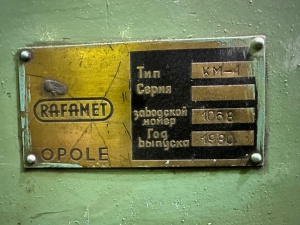 RAFAMET
OPOLE
Тип КМ-1
Серия
заводской
номер 1068
Год
выпуска 1990